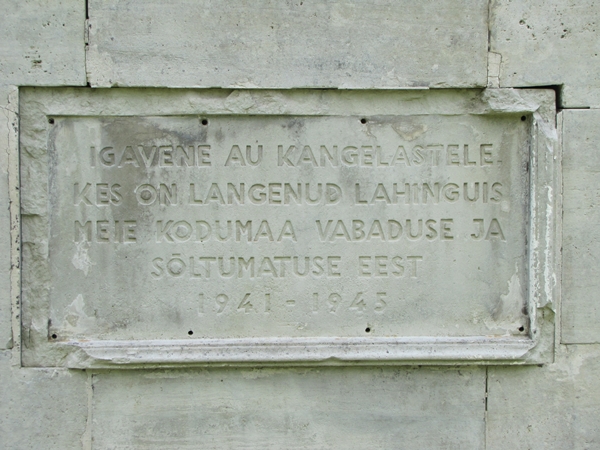 IGAVENE AU KANGELASTELE.
KES ON LANGENUD LAHINGUIS
MEIE KODUMAA VABADUSE JA
SÕLTUMATUSE EEST
1941 - 1945